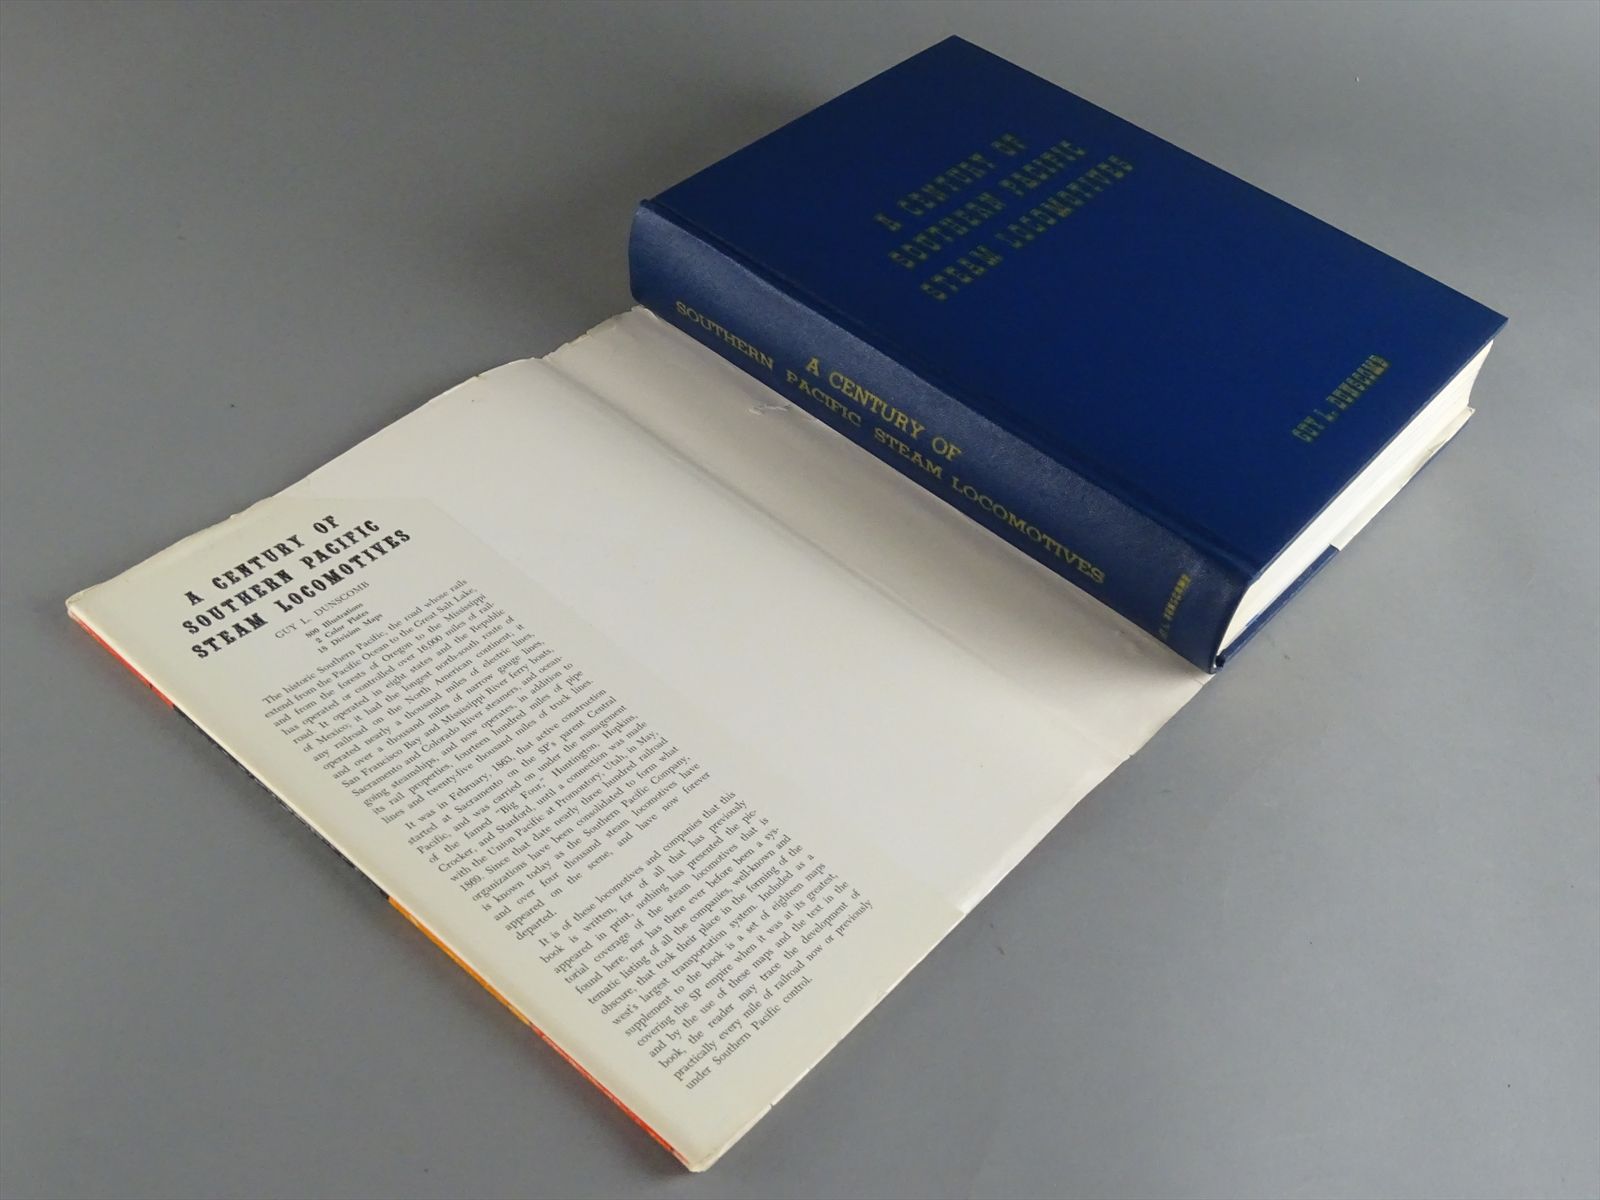 A CENTURY OF
SOUTHERN PACIFIC
STEAM LOCOMOTIVES
GUY L. DUNSCOMB
A CENTURY OF
SOUTHERN PACIFIC STEAM LOCOMOTIVES
DUNSCOMB
A CENTURY OF
SOUTHERN PACIFIC
STEAM LOCOMOTIVES
GUY L. DUNSCOMB
800 Illustrations
2 Color Plates
18 Division Maps
The historic Southern Pacific, the road whose rails
extend from the Pacific Ocean to the Great Salt Lake,
and from the forests of Oregon to the Mississippi
has operated or controlled over 16,000 miles of rail-
road. It operated in eight states and the Republic
of Mexico; it had the longest north-south route of
any railroad on the North American continent; it
operated nearly a thousand miles of electric lines,
and over a thousand miles of narrow gauge lines,
San Francisco Bay and Mississippi River ferry boats,
Sacramento and Colorado River steamers, and ocean-
going steamships, and now operates, in addition to
its rail properties, fourteen hundred miles of pipe
lines and twenty-five thousand miles of truck lines.
It was in February, 1863, that active construction
started at Sacramento on the SP's parent Central
Pacific, and was carried on under the management
of the famed "Big Four," Huntington, Hopkins,
Crocker, and Stanford, until a connection was made
with the Union Pacific at Promontory, Utah, in May,
1869. Since that date nearly three hundred railroad
organizations have been consolidated to form what
is known today as the Southern Pacific Company,
and over four thousand steam locomotives have
appeared on the scene, and have now forever
departed.
It is of these locomotives and companies that this
book is written, for of all that has previously
appeared in print, nothing has presented the pic-
torial coverage of the steam locomotives that is
found here, nor has there ever before been a sys-
tematic listing of all the companies, well-known and
obscure, that took their place in the forming of the
west's largest transportation system. Included as a
supplement to the book is a set of eighteen maps
covering the SP empire when it was at its greatest,
and by the use of these maps and the text in the
book, the reader may trace the development of
practically every mile of railroad now or previously
under Southern Pacific control.